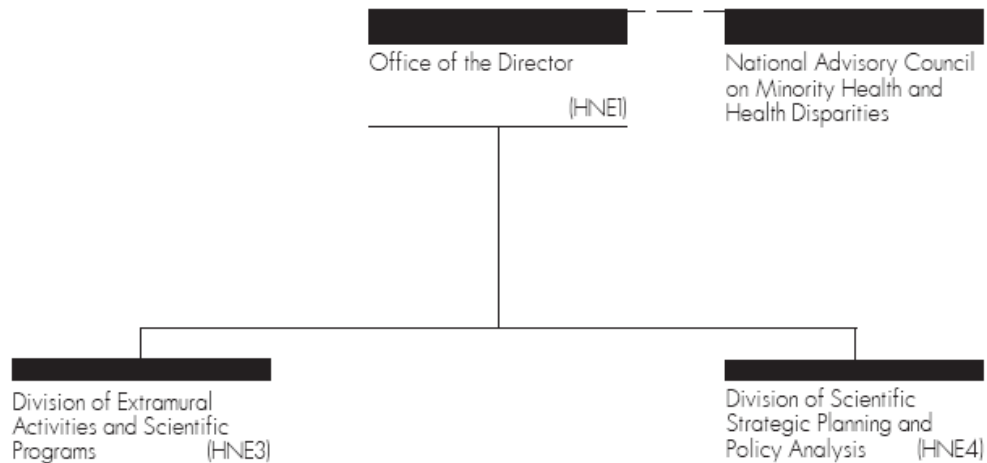 Office of the Director
(HNE1)
National Advisory Council
on Minority Health and
Health Disparities
Division of Extramural
Activities and Scientific
Programs (HNE3)
Division of Scientific
Strategic Planning and
Policy Analysis (HNE4)